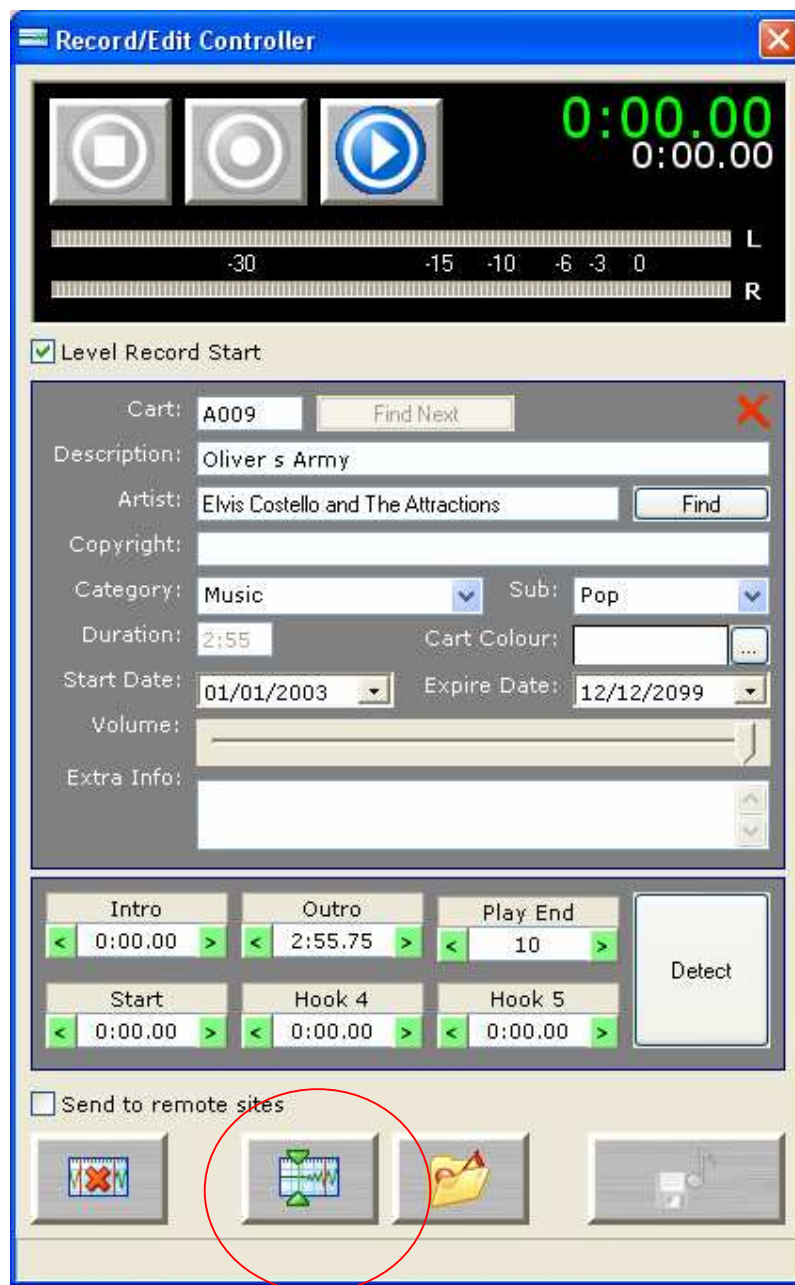 Record/Edit Controller
0:00.00
0:00.00
L
-30 -15 -10 -6 -3 0
R
Level Record Start
Cart: A009 Find Next
Description: Oliver s Army
Artist: Elvis Costello and The Attractions Find
Copyright:
Category: Music Sub: Pop
Duration: 2:55 Cart Colour: ...
Start Date: 01/01/2003 Expire Date: 12/12/2099
Volume:
Extra Info:
Intro Outro Play End
< 0:00.00 > < 2:55.75 > < 10 >
Detect
Start Hook 4 Hook 5
< 0:00.00 > < 0:00.00 > < 0:00.00 >
Send to remote sites